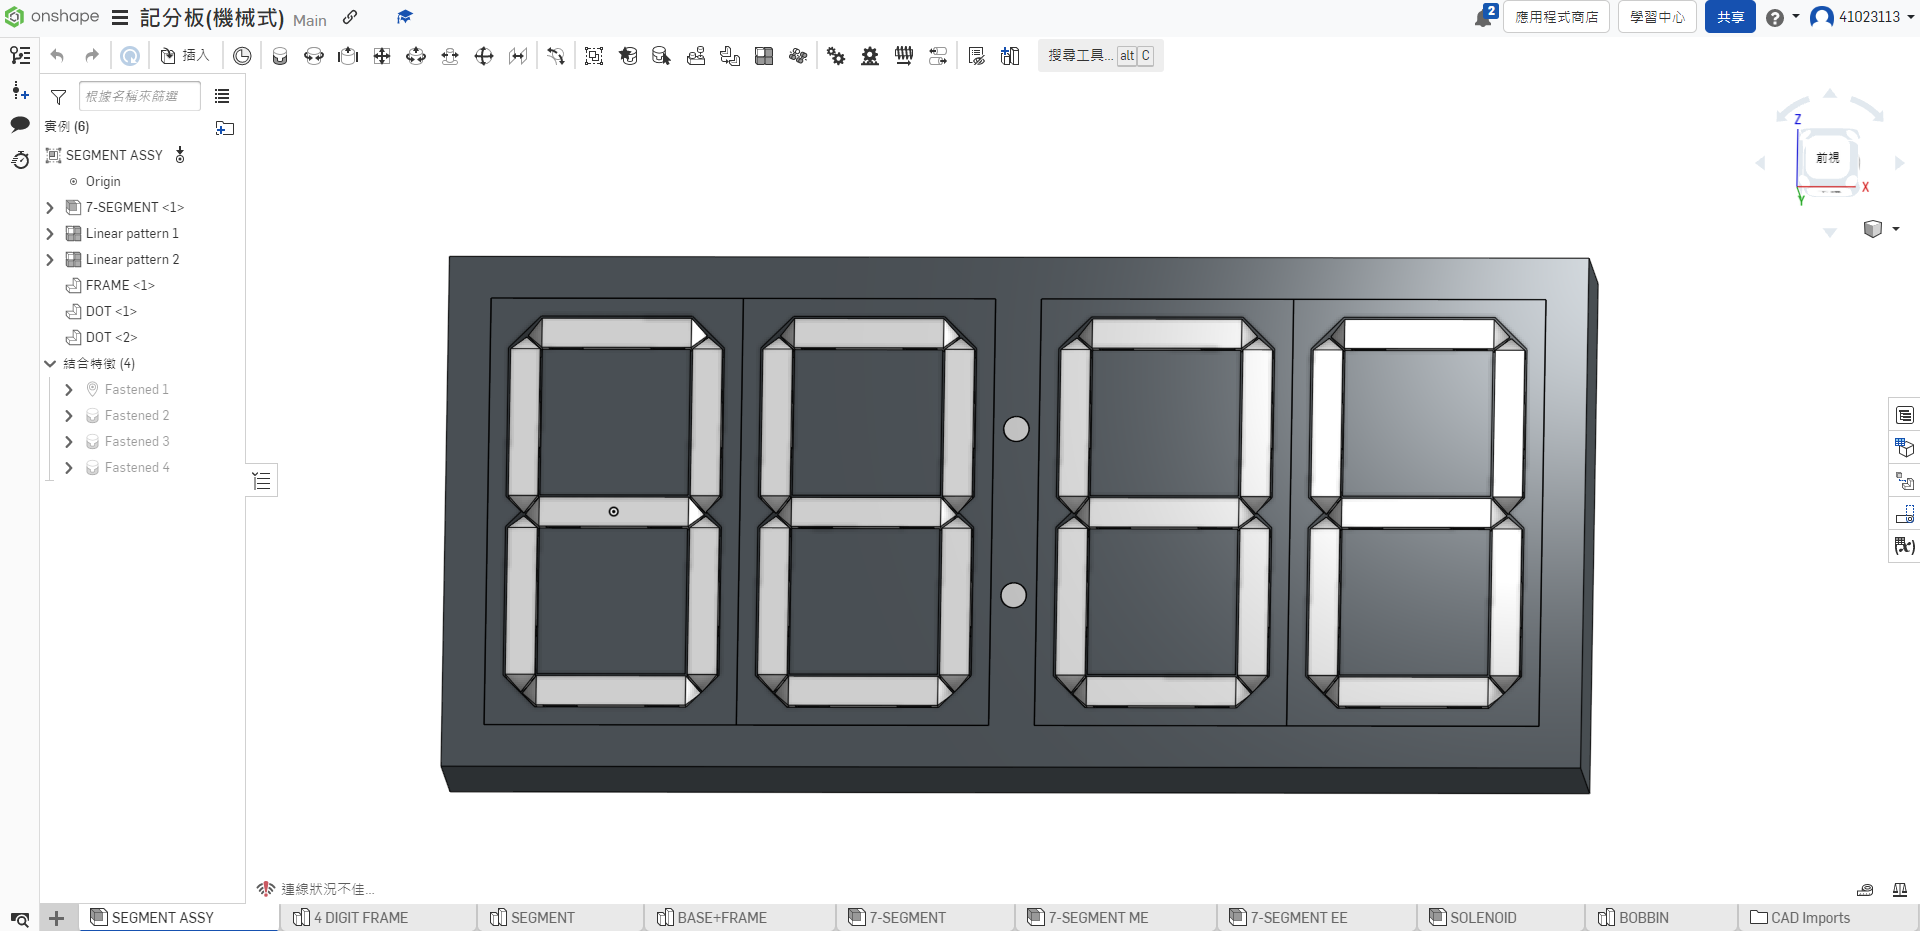 onshape 記分板(機械式) Main
2 應用程式商店 學習中心 共享 41023113
插入 搜尋工具... alt C
根據名稱來篩選
實例 (6)
SEGMENT ASSY
Origin
7-SEGMENT <1>
Linear pattern 1
Linear pattern 2
FRAME <1>
DOT <1>
DOT <2>
結合特徵 (4)
Fastened 1
Fastened 2
Fastened 3
Fastened 4
Z
前視
X
Y
(x)
連線狀況不佳...
SEGMENT ASSY 4 DIGIT FRAME SEGMENT BASE+FRAME 7-SEGMENT 7-SEGMENT ME 7-SEGMENT EE SOLENOID BOBBIN CAD Imports